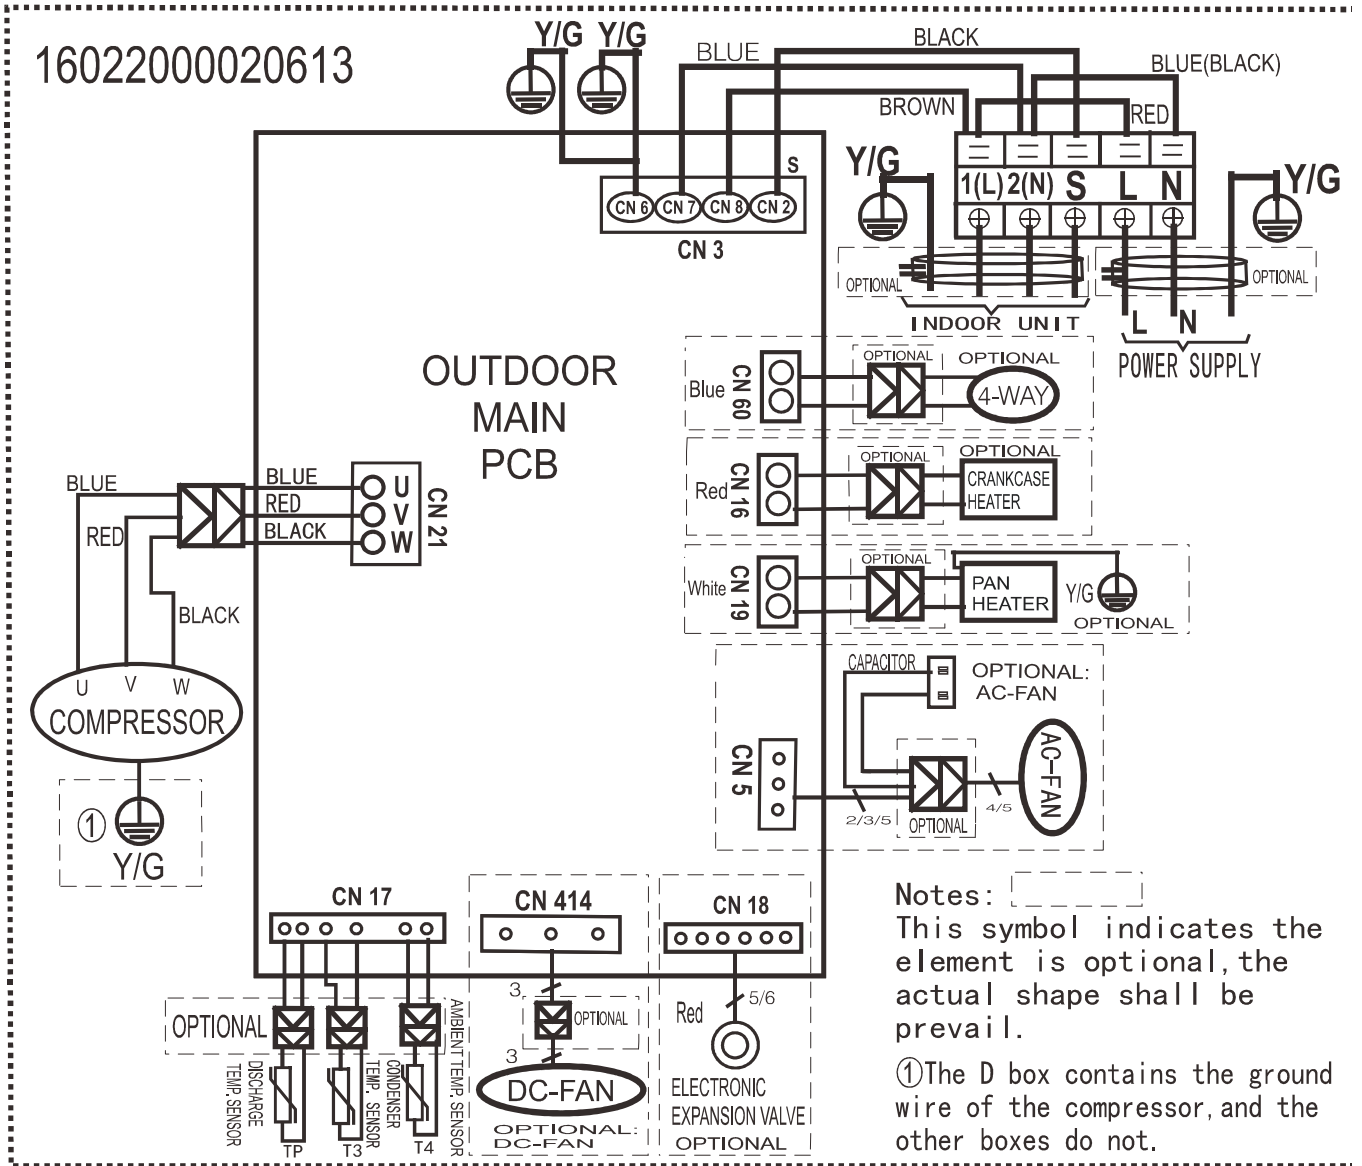 16022000020613
Y/G
Y/G
BLUE
BLACK
BLUE(BLACK)
BROWN
RED
S
CN 6
CN 7
CN 8
CN 2
CN 3
Y/G
1(L)
2(N)
S
L
N
Y/G
OPTIONAL
OPTIONAL
INDOOR UNIT
L
N
POWER SUPPLY
OUTDOOR
MAIN
PCB
Blue
CN 60
OPTIONAL
OPTIONAL
4-WAY
Red
CN 16
OPTIONAL
OPTIONAL
CRANKCASE
HEATER
White
CN 19
OPTIONAL
PAN
HEATER
Y/G
OPTIONAL
BLUE
RED
BLACK
BLUE
RED
BLACK
U
V
W
CN 21
U
V
W
COMPRESSOR
①
Y/G
CAPACITOR
OPTIONAL:
AC-FAN
CN 5
2/3/5
OPTIONAL
4/5
AC-FAN
CN 17
OPTIONAL
DISCHARGE
TEMP. SENSOR
TP
CONDENSER
TEMP. SENSOR
T3
AMBIENT TEMP. SENSOR
T4
CN 414
3
OPTIONAL
3
DC-FAN
OPTIONAL:
DC-FAN
CN 18
Red
5/6
ELECTRONIC
EXPANSION VALVE
OPTIONAL
Notes:
This symbol indicates the
element is optional,the
actual shape shall be
prevail.
①The D box contains the ground
wire of the compressor,and the
other boxes do not.